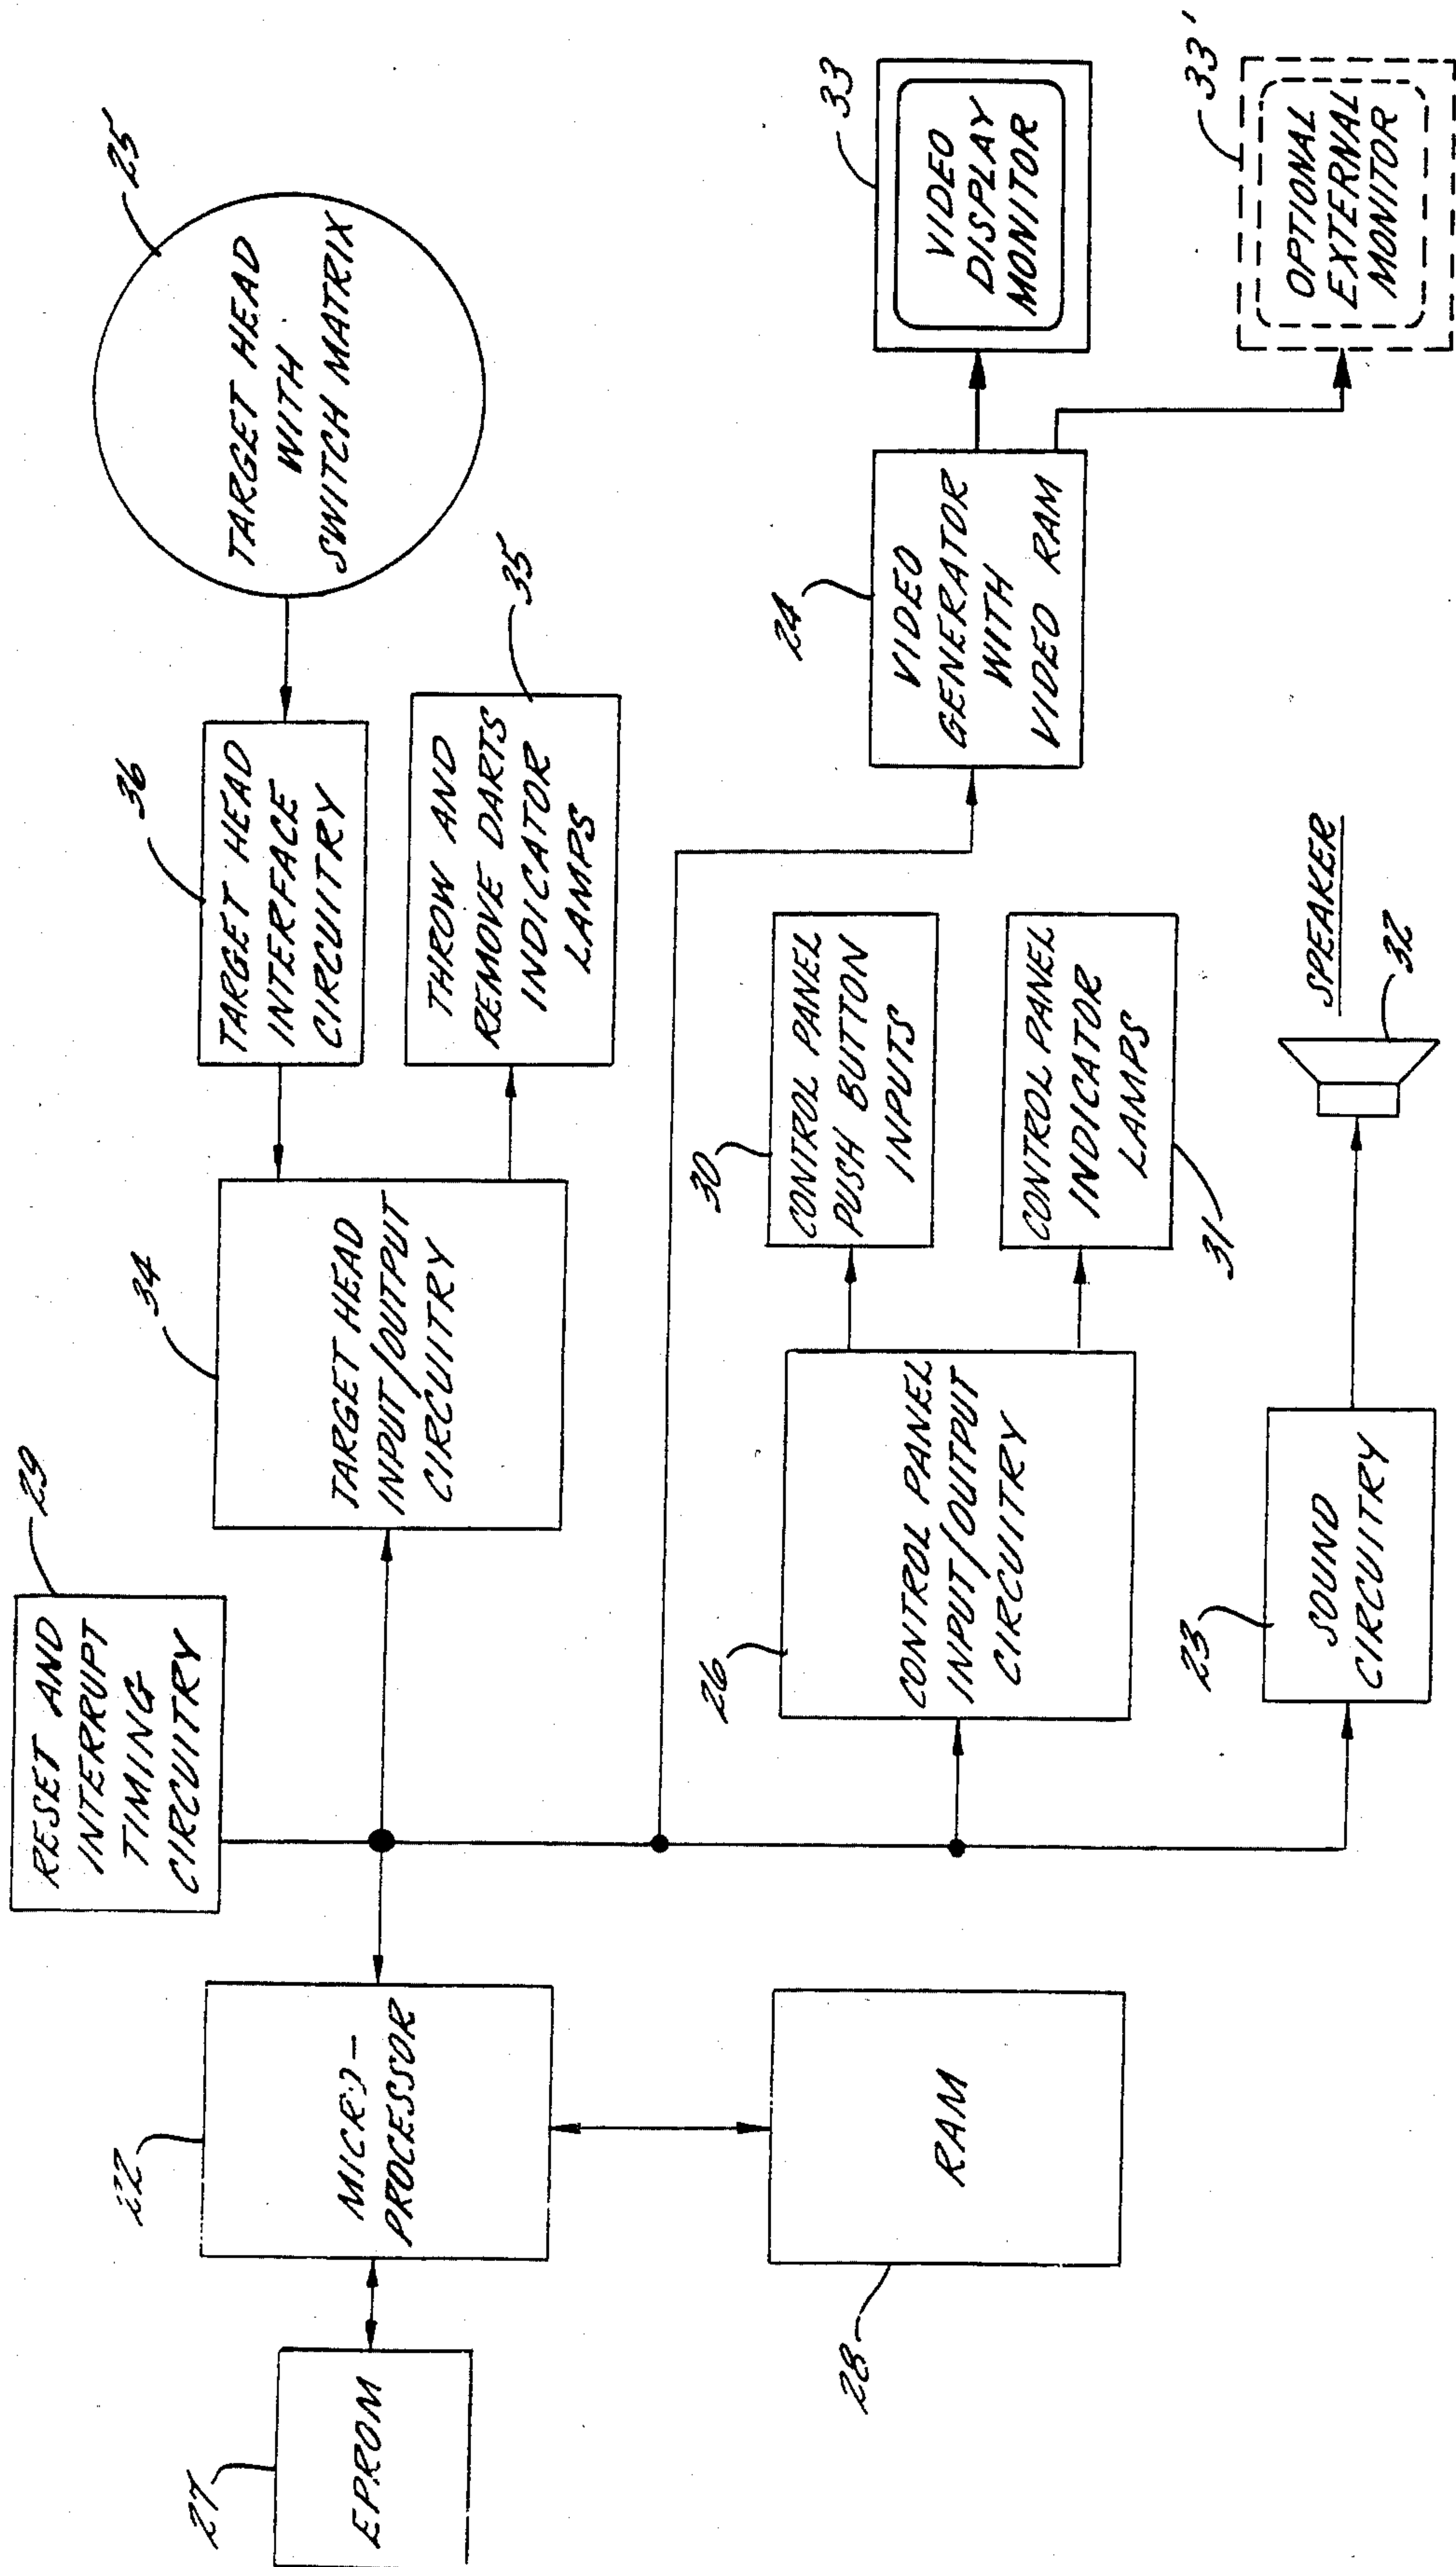 29
RESET AND
INTERRUPT
TIMING
CIRCUITRY
27
EPROM
22
MICRO-
PROCESSOR
28
RAM
34
TARGET HEAD
INPUT/OUTPUT
CIRCUITRY
36
TARGET HEAD
INTERFACE
CIRCUITRY
25
TARGET HEAD
WITH
SWITCH MATRIX
35
THROW AND
REMOVE DARTS
INDICATOR
LAMPS
26
CONTROL PANEL
INPUT/OUTPUT
CIRCUITRY
30
CONTROL PANEL
PUSH BUTTON
INPUTS
CONTROL PANEL
INDICATOR
LAMPS
31
24
VIDEO
GENERATOR
WITH
VIDEO RAM
33
VIDEO
DISPLAY
MONITOR
33'
OPTIONAL
EXTERNAL
MONITOR
23
SOUND
CIRCUITRY
SPEAKER
32